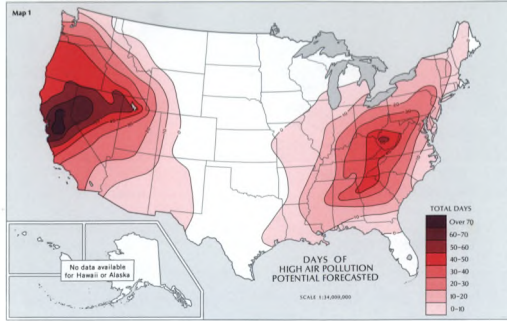 Map 1
No data available
for Hawaii or Alaska
DAYS OF
HIGH AIR POLLUTION
POTENTIAL FORECASTED
SCALE 1:34,000,000
TOTAL DAYS
Over 70
60–70
50–60
40–50
30–40
20–30
10–20
0–10